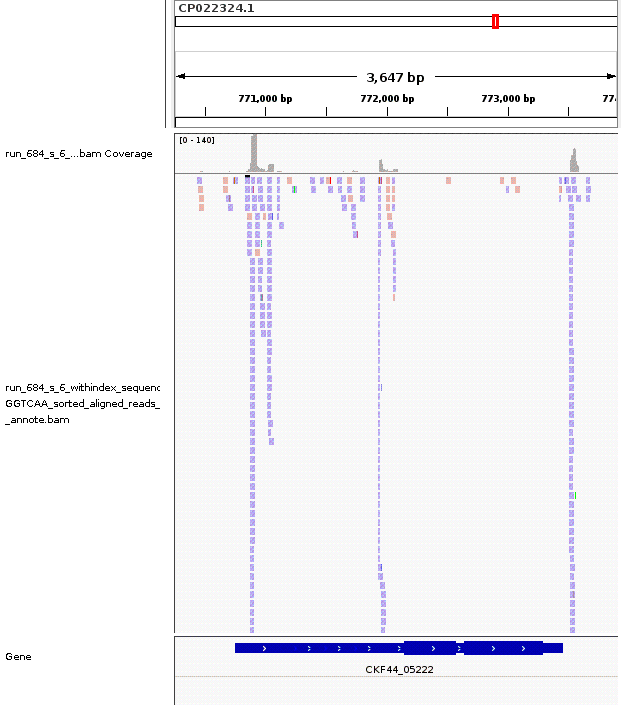 CP022324.1
3,647 bp
771,000 bp 772,000 bp 773,000 bp 774
[0 - 140]
run_684_s_6_...bam Coverage
run_684_s_6_withindex_sequenc
GGTCAA_sorted_aligned_reads_
_annote.bam
Gene
CKF44_05222